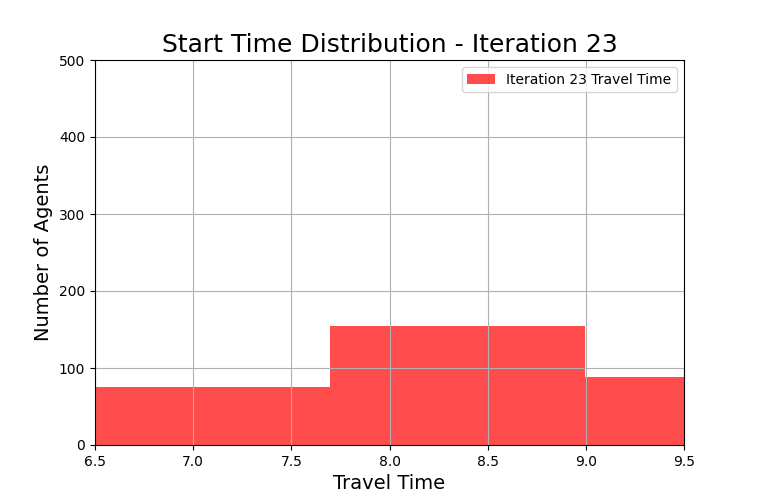 Start Time Distribution - Iteration 23
Iteration 23 Travel Time
Number of Agents
500
400
300
200
100
0
6.5 7.0 7.5 8.0 8.5 9.0 9.5
Travel Time